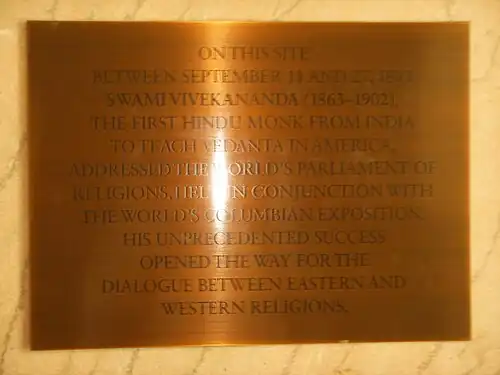 ON THIS SITE
BETWEEN SEPTEMBER 11 AND 27, 1893
SWAMI VIVEKANANDA (1863–1902),
THE FIRST HINDU MONK FROM INDIA
TO TEACH VEDANTA IN AMERICA,
ADDRESSED THE WORLD'S PARLIAMENT OF
RELIGIONS, HELD IN CONJUNCTION WITH
THE WORLD'S COLUMBIAN EXPOSITION.
HIS UNPRECEDENTED SUCCESS
OPENED THE WAY FOR THE
DIALOGUE BETWEEN EASTERN AND
WESTERN RELIGIONS.